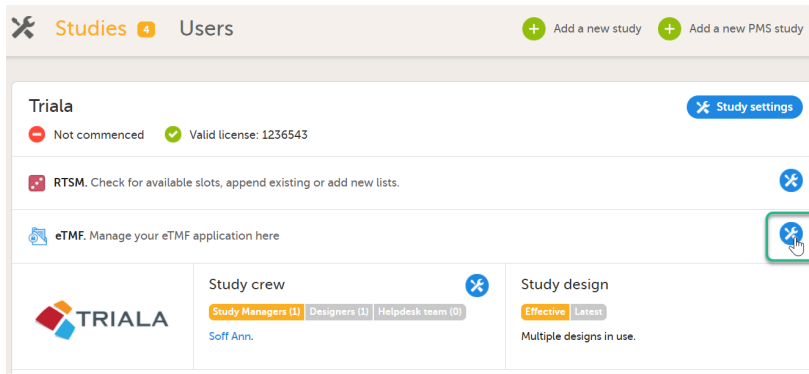 Studies 4 Users
Add a new study Add a new PMS study
Triala
Study settings
Not commenced Valid license: 1236543
RTSM. Check for available slots, append existing or add new lists.
eTMF. Manage your eTMF application here
TRIALA
Study crew
Study Managers (1) Designers (1) Helpdesk team (0)
Soff Ann.
Study design
Effective Latest
Multiple designs in use.